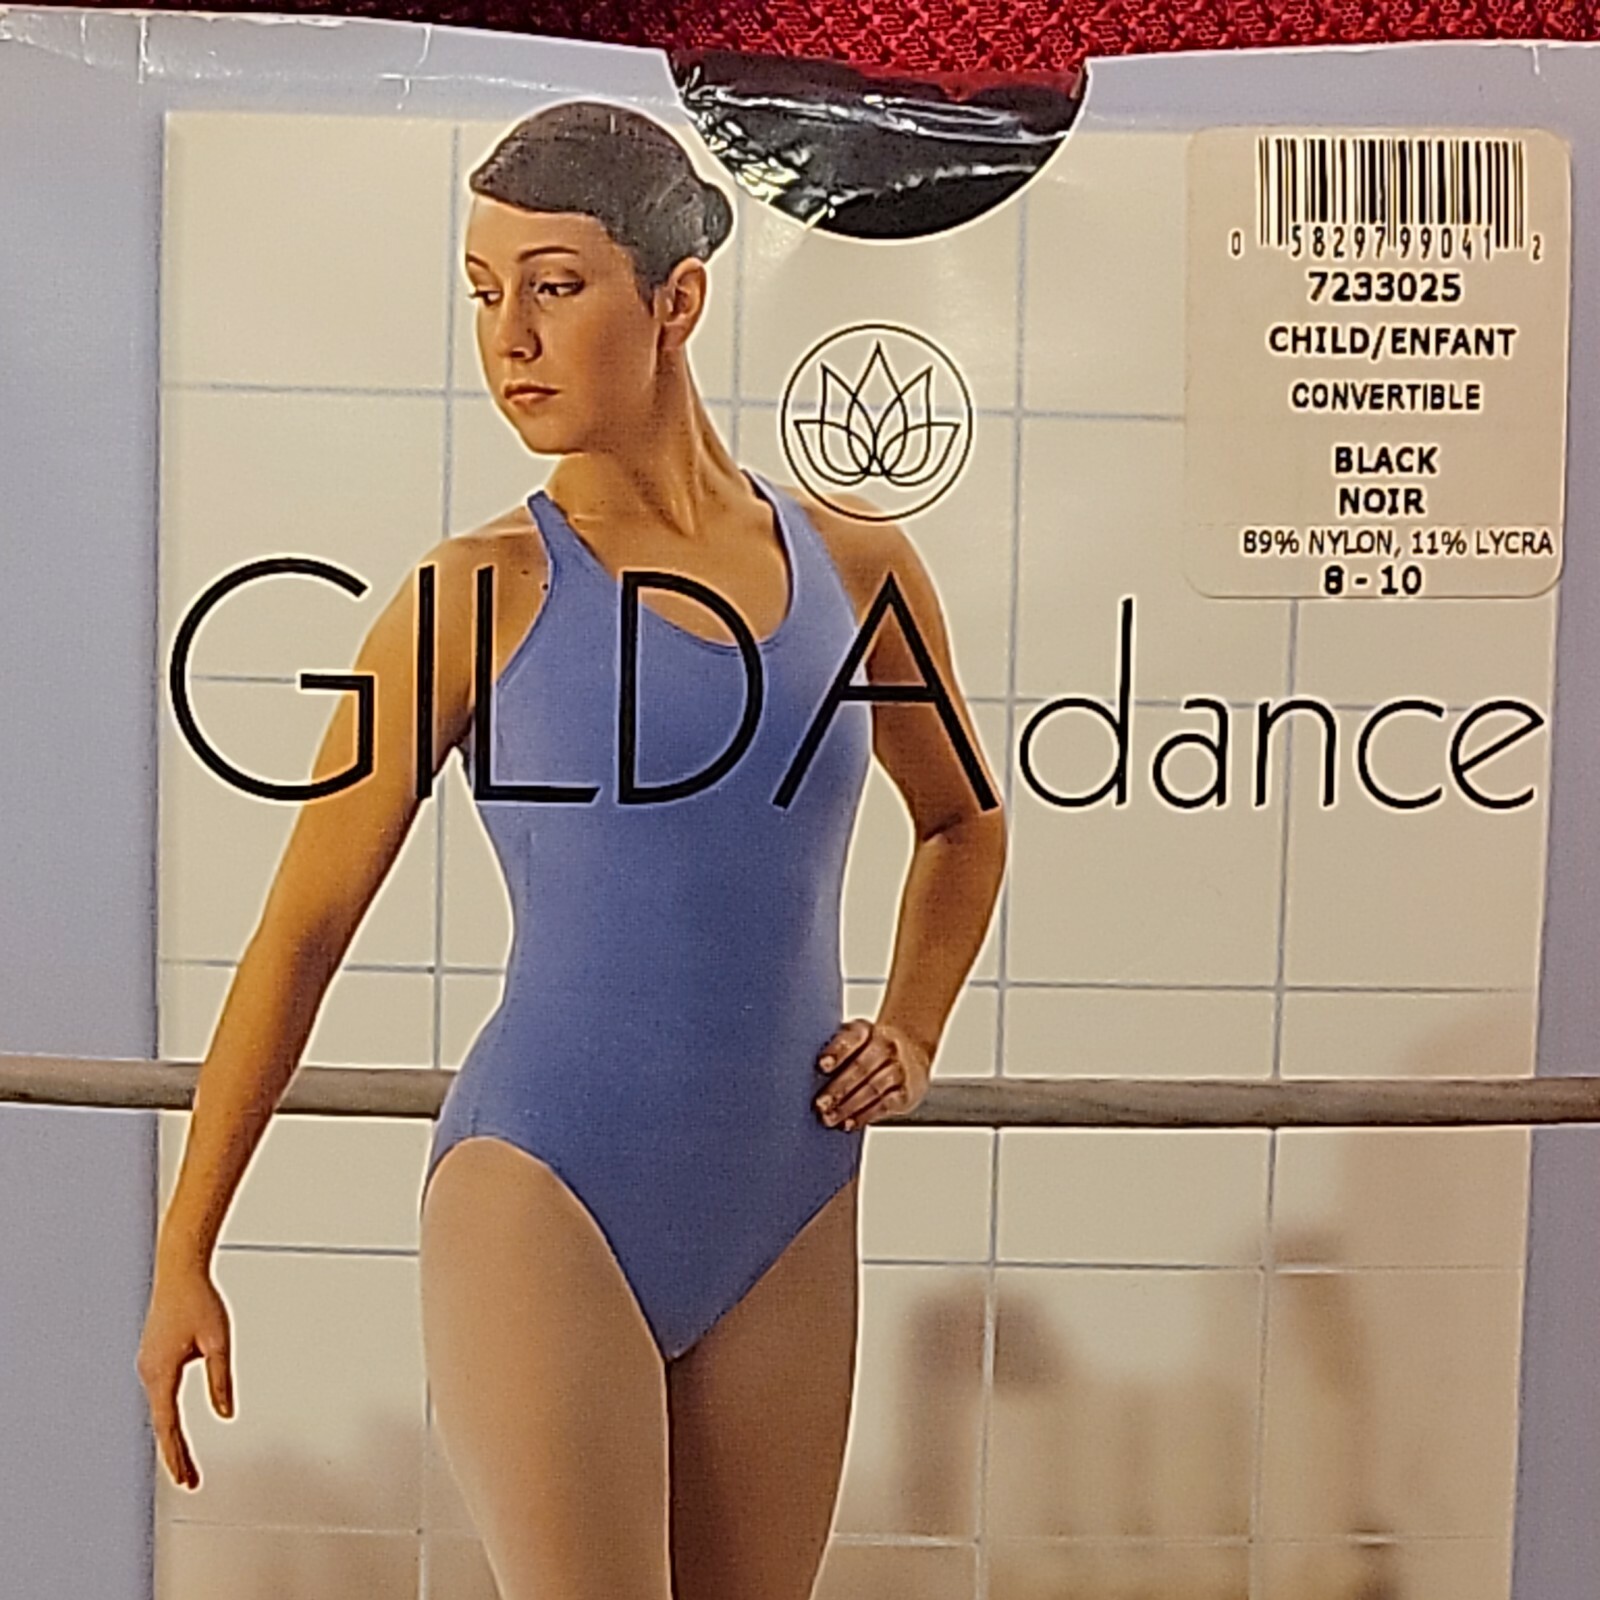 0 58297 99041 2
7233025
CHILD/ENFANT
CONVERTIBLE
BLACK
NOIR
89% NYLON, 11% LYCRA
8 - 10
GILDA dance